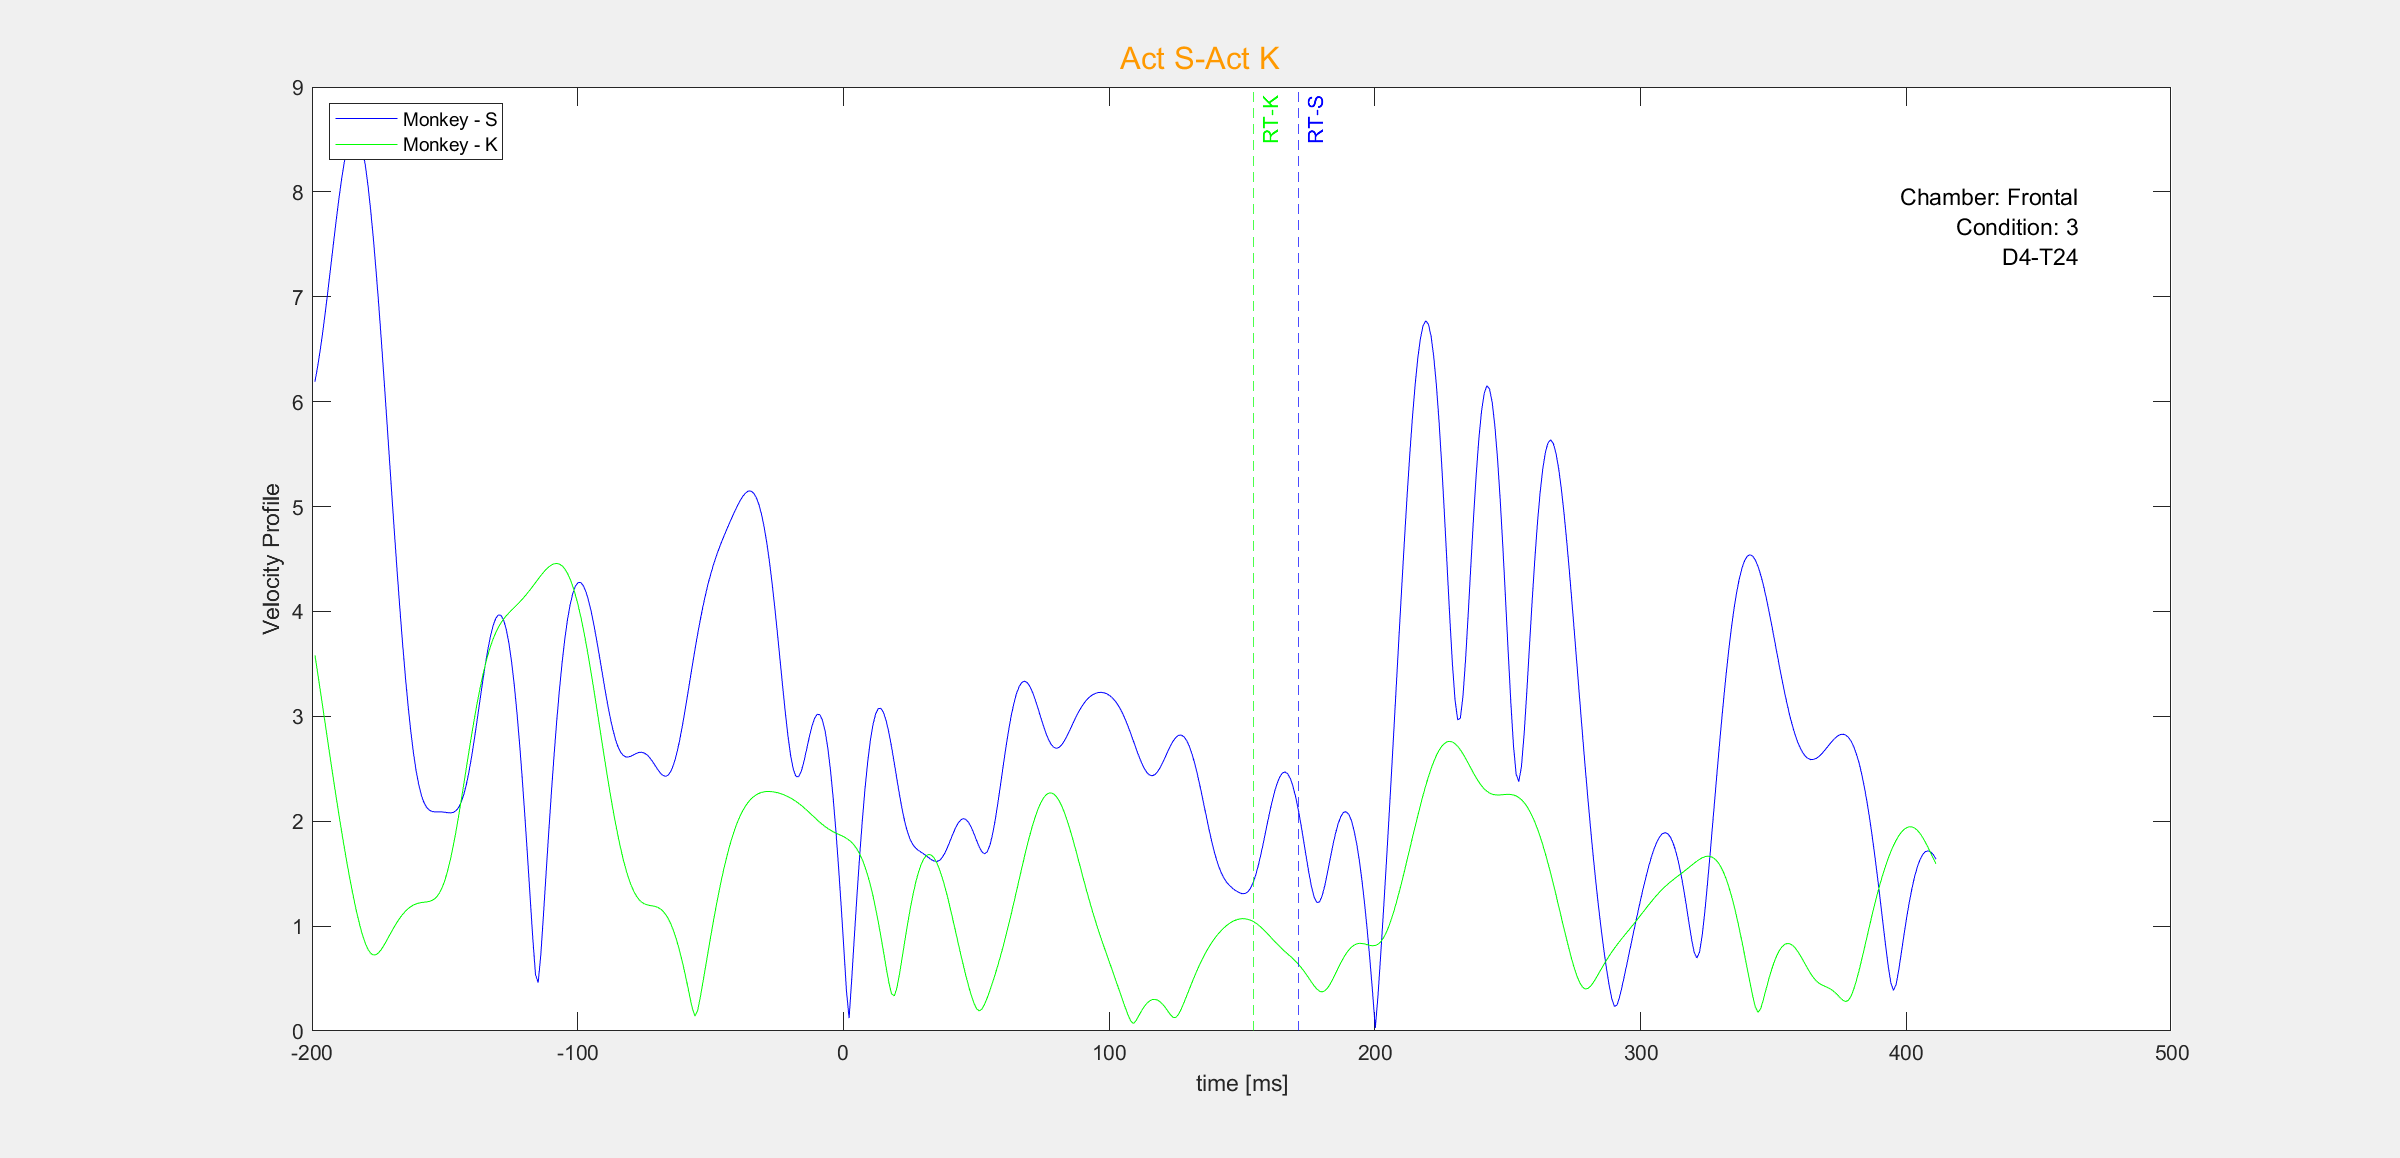 Act S-Act K
Monkey - S
Monkey - K
RT-K
RT-S
Chamber: Frontal
Condition: 3
D4-T24
Velocity Profile
9
8
7
6
5
4
3
2
1
0
-200
-100
0
100
200
300
400
500
time [ms]